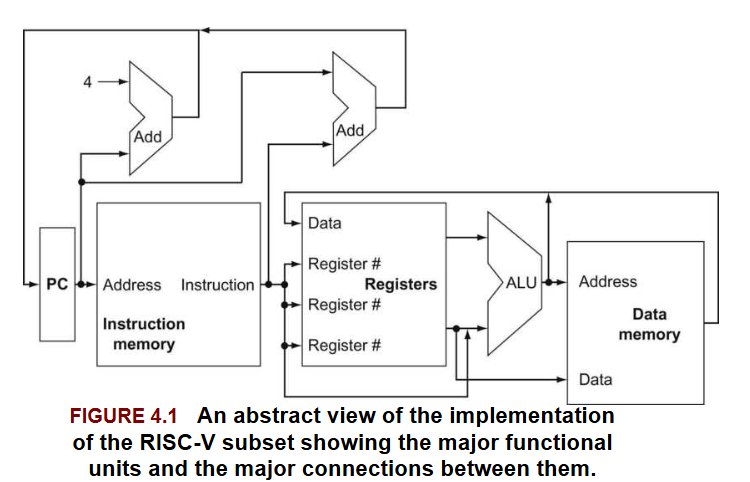 4
Add
Add
Data
Register #
PC
Address
Instruction
Registers
ALU
Address
Register #
Instruction
memory
Data
memory
Register #
Data
FIGURE 4.1 An abstract view of the implementation
of the RISC-V subset showing the major functional
units and the major connections between them.